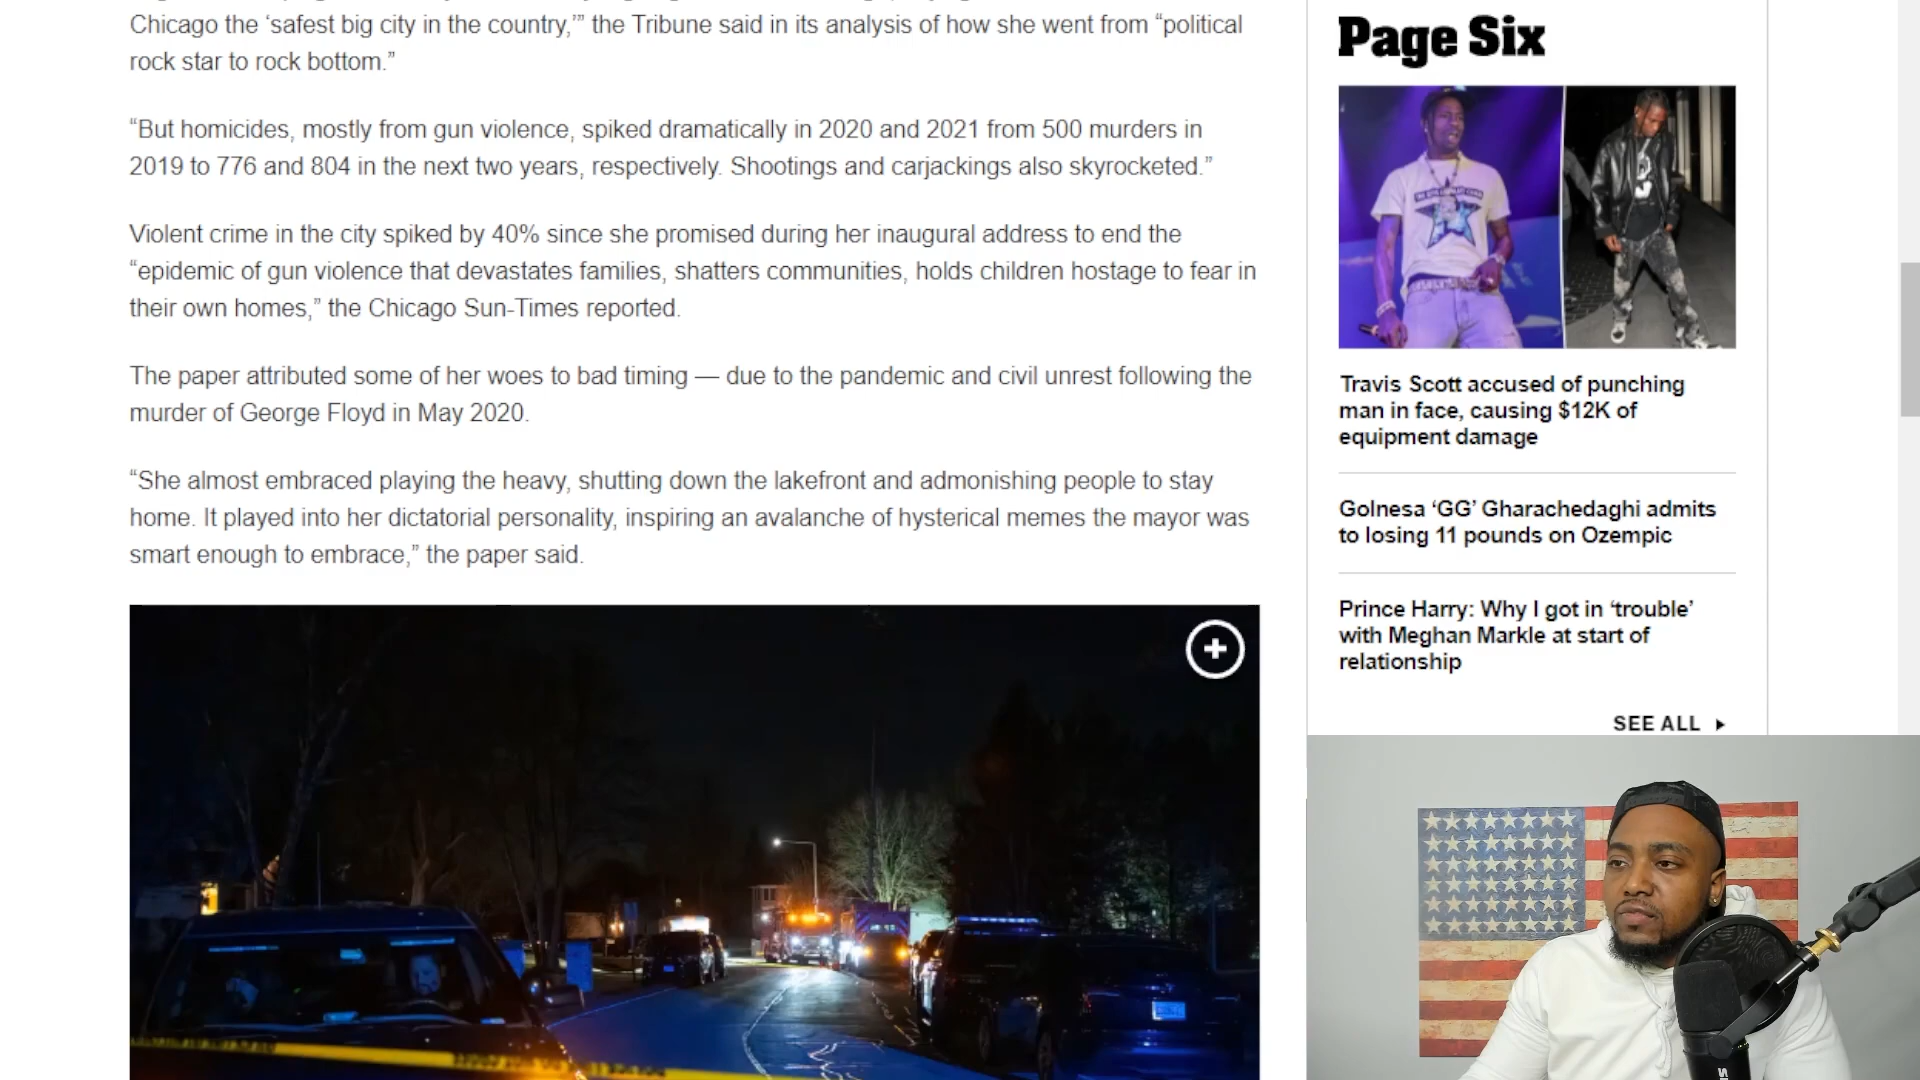 Chicago the ‘safest big city in the country,’” the Tribune said in its analysis of how she went from “political
rock star to rock bottom.”
“But homicides, mostly from gun violence, spiked dramatically in 2020 and 2021 from 500 murders in
2019 to 776 and 804 in the next two years, respectively. Shootings and carjackings also skyrocketed.”
Violent crime in the city spiked by 40% since she promised during her inaugural address to end the
“epidemic of gun violence that devastates families, shatters communities, holds children hostage to fear in
their own homes,” the Chicago Sun-Times reported.
The paper attributed some of her woes to bad timing — due to the pandemic and civil unrest following the
murder of George Floyd in May 2020.
“She almost embraced playing the heavy, shutting down the lakefront and admonishing people to stay
home. It played into her dictatorial personality, inspiring an avalanche of hysterical memes the mayor was
smart enough to embrace,” the paper said.
Page Six
Travis Scott accused of punching
man in face, causing $12K of
equipment damage
Golnesa ‘GG’ Gharachedaghi admits
to losing 11 pounds on Ozempic
Prince Harry: Why I got in ‘trouble’
with Meghan Markle at start of
relationship
SEE ALL